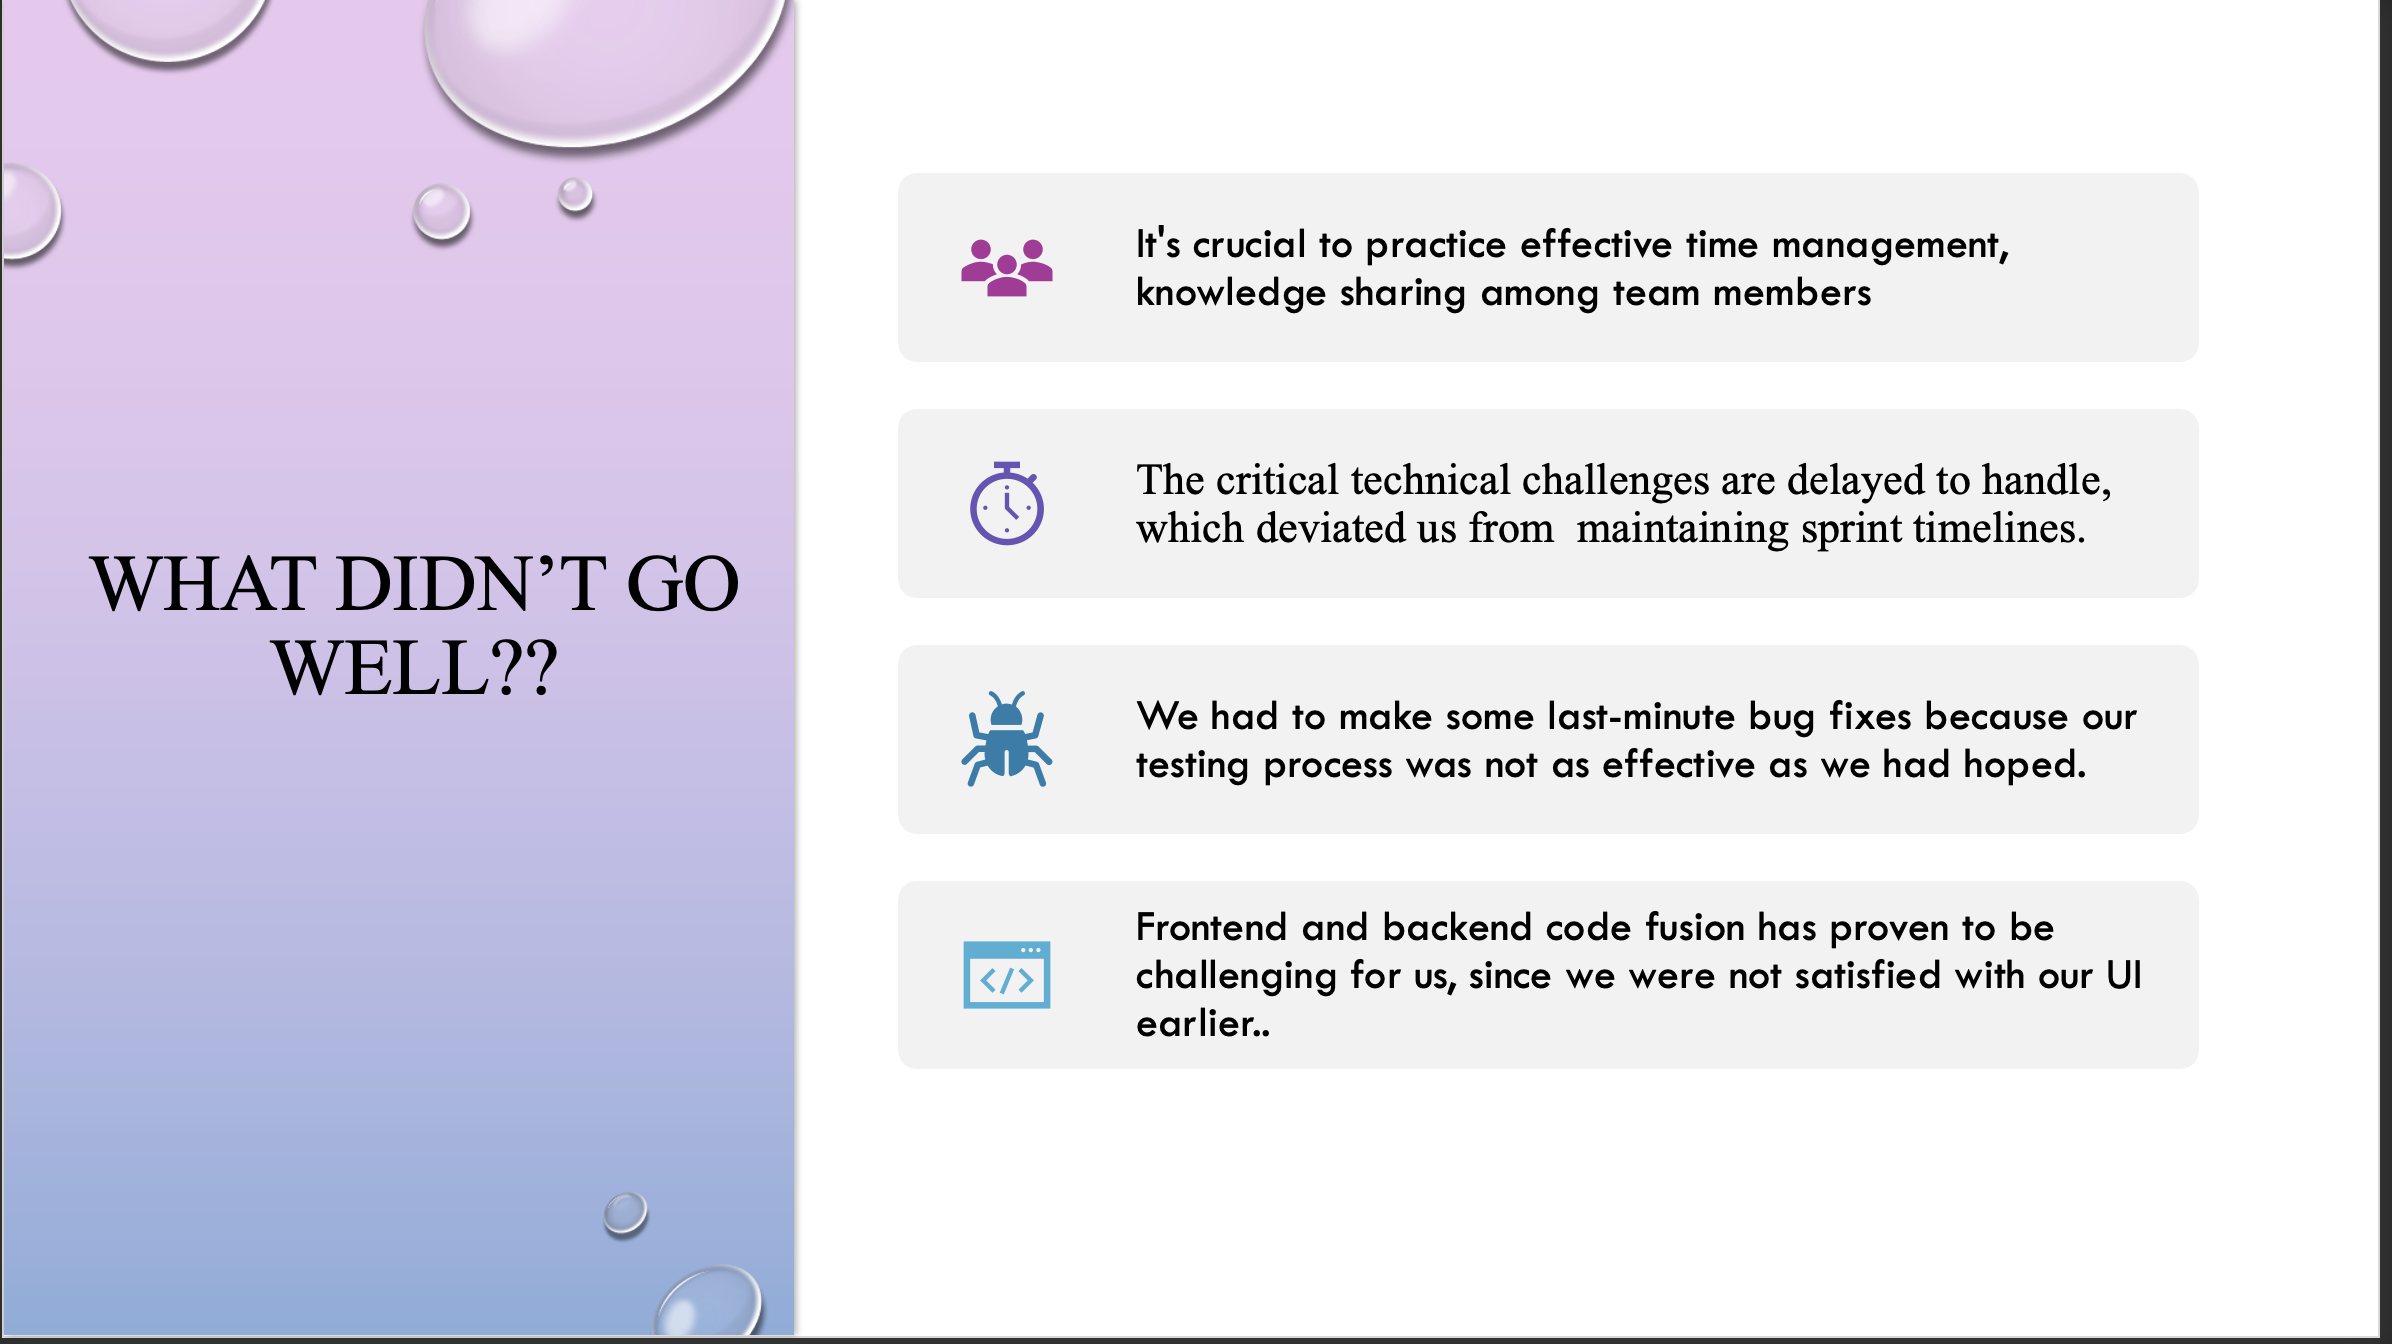 WHAT DIDN’T GO
WELL??
It's crucial to practice effective time management,
knowledge sharing among team members
The critical technical challenges are delayed to handle,
which deviated us from  maintaining sprint timelines.
We had to make some last-minute bug fixes because our
testing process was not as effective as we had hoped.
Frontend and backend code fusion has proven to be
challenging for us, since we were not satisfied with our UI
earlier..